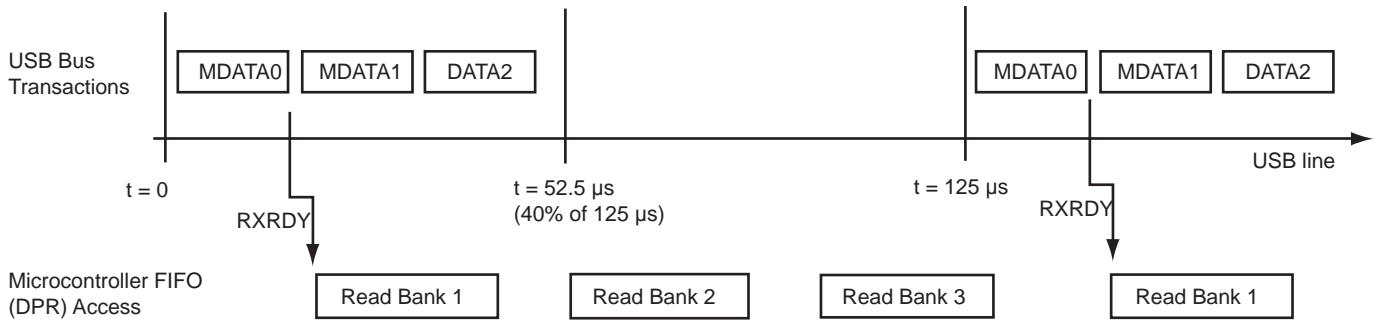 USB Bus
Transactions
MDATA0 MDATA1 DATA2 MDATA0 MDATA1 DATA2
USB line
t = 0
t = 52.5 µs
(40% of 125 µs)
t = 125 µs
RXRDY
RXRDY
Microcontroller FIFO
(DPR) Access
Read Bank 1 Read Bank 2 Read Bank 3 Read Bank 1